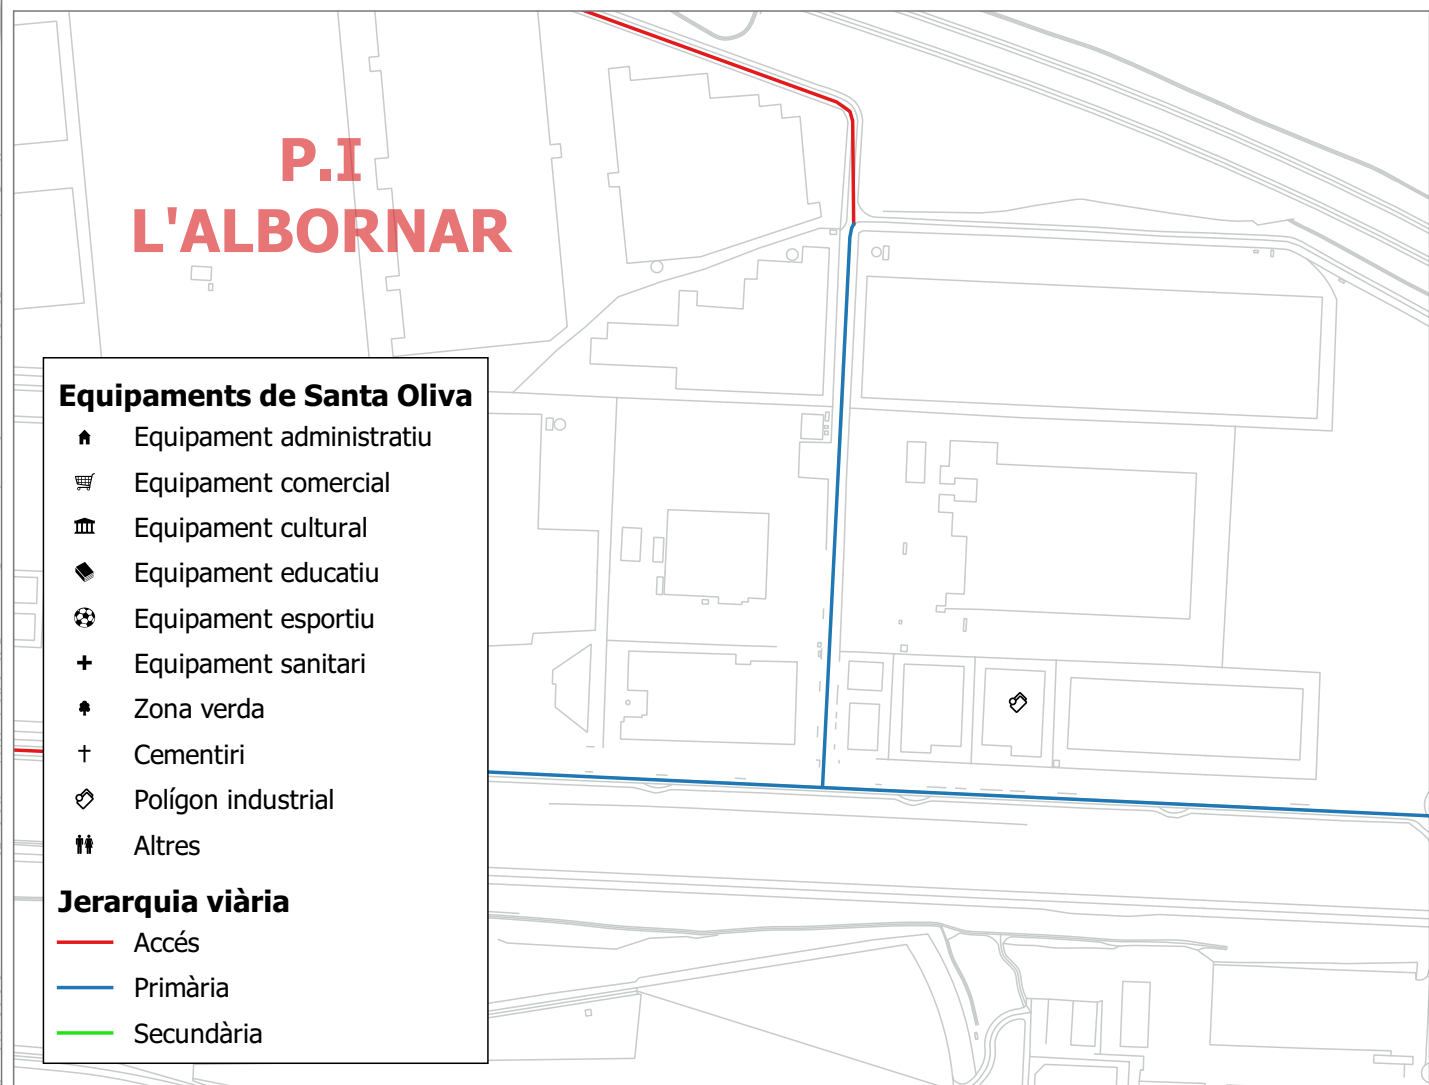 P.I
L'ALBORNAR
Equipaments de Santa Oliva
Equipament administratiu
Equipament comercial
Equipament cultural
Equipament educatiu
Equipament esportiu
Equipament sanitari
Zona verda
Cementiri
Polígon industrial
Altres
Jerarquia viària
Accés
Primària
Secundària